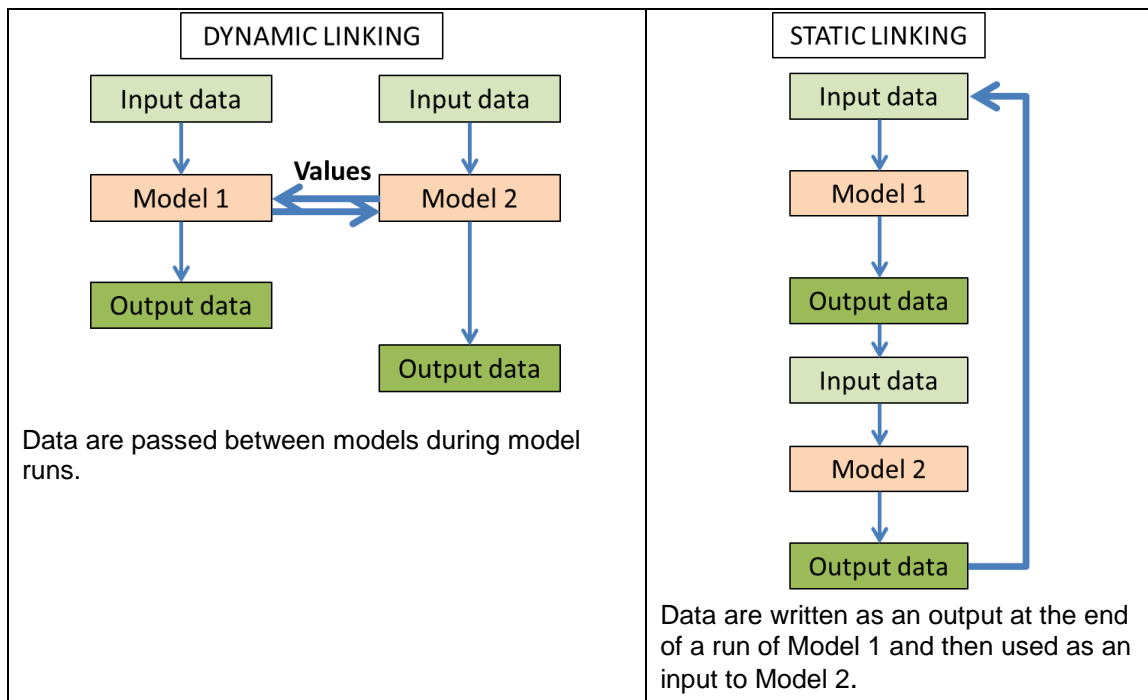 DYNAMIC LINKING
Input data
Input data
Values
Model 1
Model 2
Output data
Output data
Data are passed between models during model
runs.
STATIC LINKING
Input data
Model 1
Output data
Input data
Model 2
Output data
Data are written as an output at the end
of a run of Model 1 and then used as an
input to Model 2.